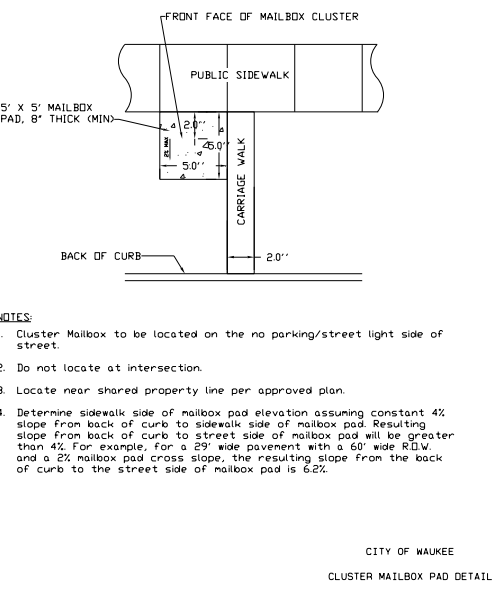 FRONT FACE OF MAILBOX CLUSTER
PUBLIC SIDEWALK
5' X 5' MAILBOX
PAD, 8" THICK (MIN)
2.0''
5.0''
2% MAX
5.0''
CARRIAGE WALK
BACK OF CURB
2.0''
NOTES:
Cluster Mailbox to be located on the no parking/street light side of
street.
2. Do not locate at intersection.
3. Locate near shared property line per approved plan.
4. Determine sidewalk side of mailbox pad elevation assuming constant 4%
slope from back of curb to sidewalk side of mailbox pad. Resulting
slope from back of curb to street side of mailbox pad will be greater
than 4%. For example, for a 29' wide pavement with a 60' wide R.O.W.
and a 2% mailbox pad cross slope, the resulting slope from the back
of curb to the street side of mailbox pad is 6.2%.
CITY OF WAUKEE
CLUSTER MAILBOX PAD DETAIL